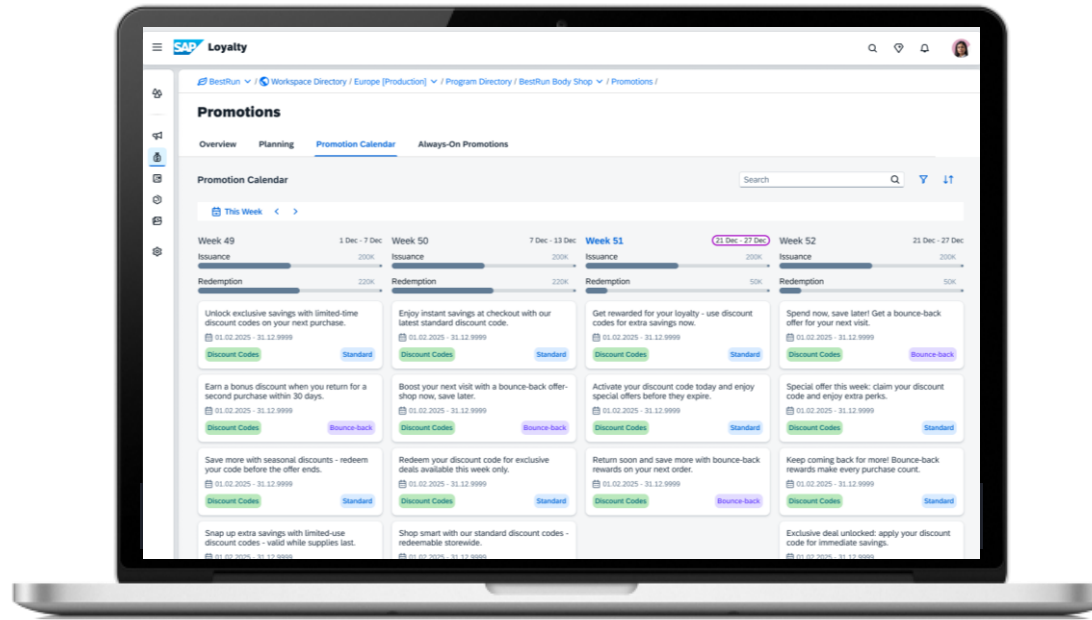 SAP Loyalty
BestRun / Workspace Directory / Europe [Production] / Program Directory / BestRun Body Shop / Promotions /
Promotions
Overview Planning Promotion Calendar Always-On Promotions
Promotion Calendar
Search
This Week
Week 49 1 Dec - 7 Dec
Issuance 200K
Redemption 220K
Unlock exclusive savings with limited-time
discount codes on your next purchase.
01.02.2025 - 31.12.9999
Discount Codes Standard
Earn a bonus discount when you return for a
second purchase within 30 days.
01.02.2025 - 31.12.9999
Discount Codes Bounce-back
Save more with seasonal discounts - redeem
your code before the offer ends.
01.02.2025 - 31.12.9999
Discount Codes Standard
Snap up extra savings with limited-use
discount codes - valid while supplies last.
01.02.2025 - 31.12.9999
Week 50 7 Dec - 13 Dec
Issuance 200K
Redemption 220K
Enjoy instant savings at checkout with our
latest standard discount code.
01.02.2025 - 31.12.9999
Discount Codes Standard
Boost your next visit with a bounce-back offer-
shop now, save later.
01.02.2025 - 31.12.9999
Discount Codes Bounce-back
Redeem your discount code for exclusive
deals available this week only.
01.02.2025 - 31.12.9999
Discount Codes Standard
Shop smart with our standard discount codes -
redeemable storewide.
01.02.2025 - 31.12.9999
Week 51 21 Dec - 27 Dec
Issuance 200K
Redemption 50K
Get rewarded for your loyalty - use discount
codes for extra savings now.
01.02.2025 - 31.12.9999
Discount Codes Standard
Activate your discount code today and enjoy
special offers before they expire.
01.02.2025 - 31.12.9999
Discount Codes Standard
Return soon and save more with bounce-back
rewards on your next order.
01.02.2025 - 31.12.9999
Discount Codes Bounce-back
Week 52 21 Dec - 27 Dec
Issuance 200K
Redemption 50K
Spend now, save later! Get a bounce-back
offer for your next visit.
01.02.2025 - 31.12.9999
Discount Codes Bounce-back
Special offer this week: claim your discount
code and enjoy extra perks.
01.02.2025 - 31.12.9999
Discount Codes Standard
Keep coming back for more! Bounce-back
rewards make every purchase count.
01.02.2025 - 31.12.9999
Discount Codes Standard
Exclusive deal unlocked: apply your discount
code for immediate savings.
01.02.2025 - 31.12.9999